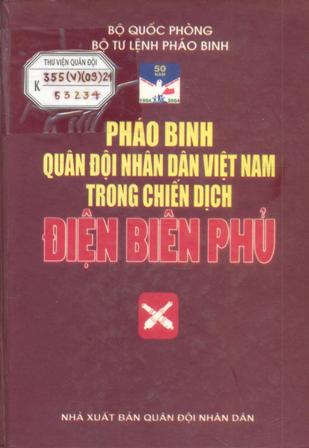 BỘ QUỐC PHÒNG
BỘ TƯ LỆNH PHÁO BINH
THƯ VIỆN QUÂN ĐỘI
K 355(V)(09)21
53234
50
NĂM
1954 2004
PHÁO BINH
QUÂN ĐỘI NHÂN DÂN VIỆT NAM
TRONG CHIẾN DỊCH
ĐIỆN BIÊN PHỦ
NHÀ XUẤT BẢN QUÂN ĐỘI NHÂN DÂN